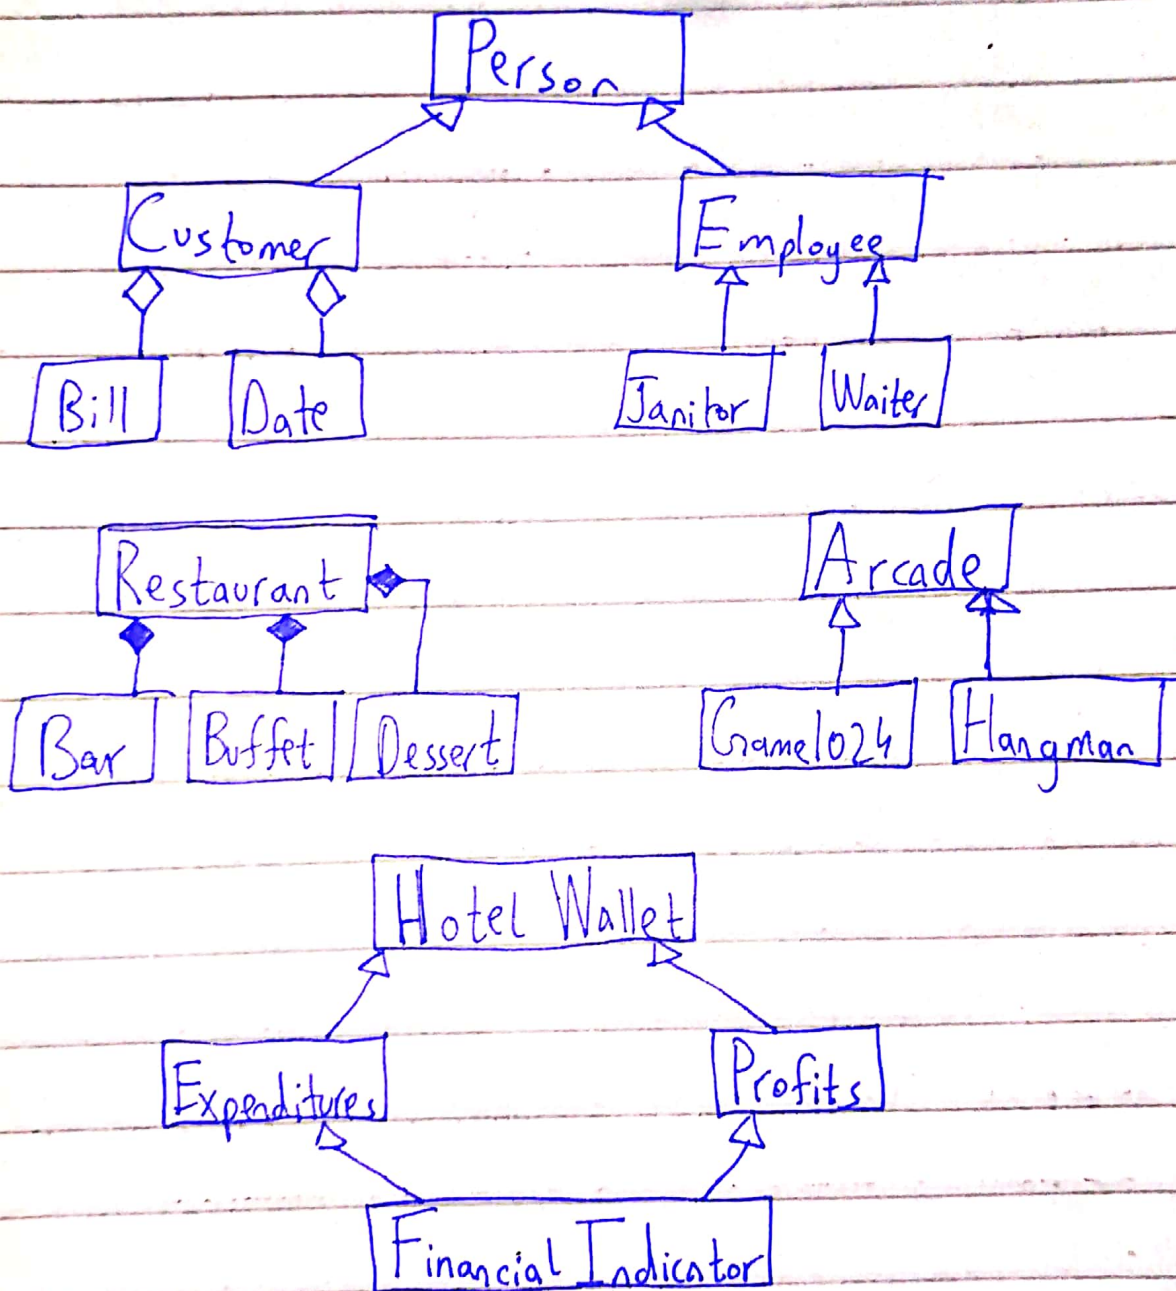 Person
Customer
Employee
Bill
Date
Janitor
Waiter
Restaurant
Arcade
Bar
Buffet
Dessert
Game1024
Hangman
Hotel Wallet
Expenditures
Profits
Financial Indicator